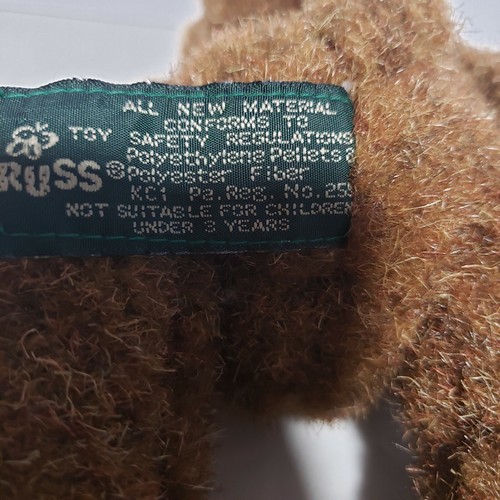 ALL NEW MATERIAL
CONFORMS TO
TOY
SAFETY REGULATIONS
Polyethylene Pellets &
RUSS ® Polyester Fiber
KC1 Pa.Reg. No.25
NOT SUITABLE FOR CHILDREN
UNDER 3 YEARS